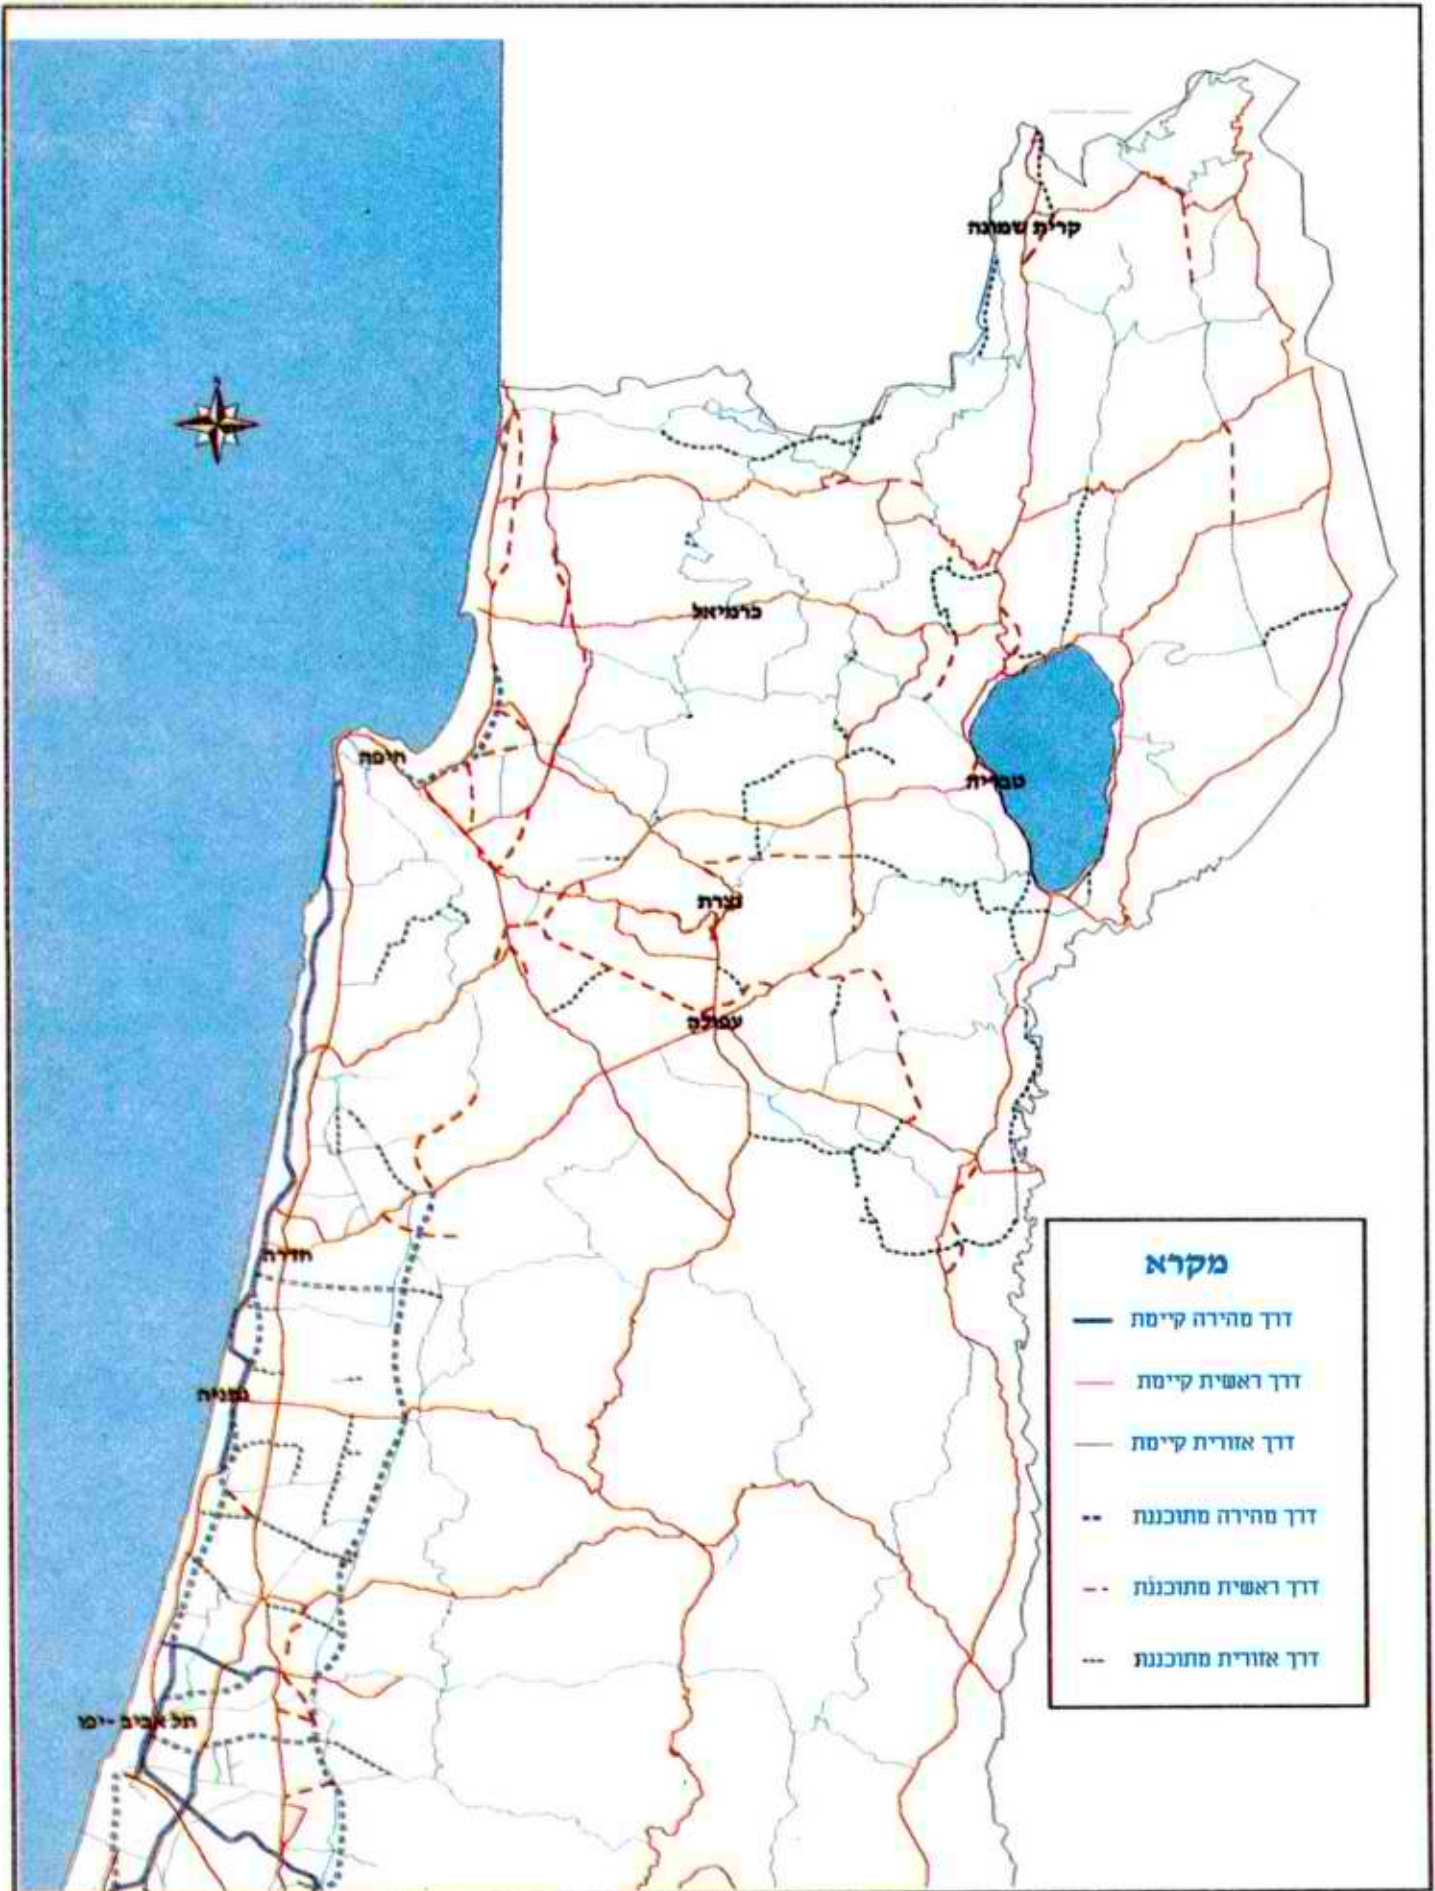 קרית שמונה
כרמיאל
חיפה
טבריה
נצרת
עפולה
חדרה
נתניה
תל אביב -יפו
מקרא
דרך מהירה קיימת
דרך ראשית קיימת
דרך אזורית קיימת
דרך מהירה מתוכננת
דרך ראשית מתוכננת
דרך אזורית מתוכננת